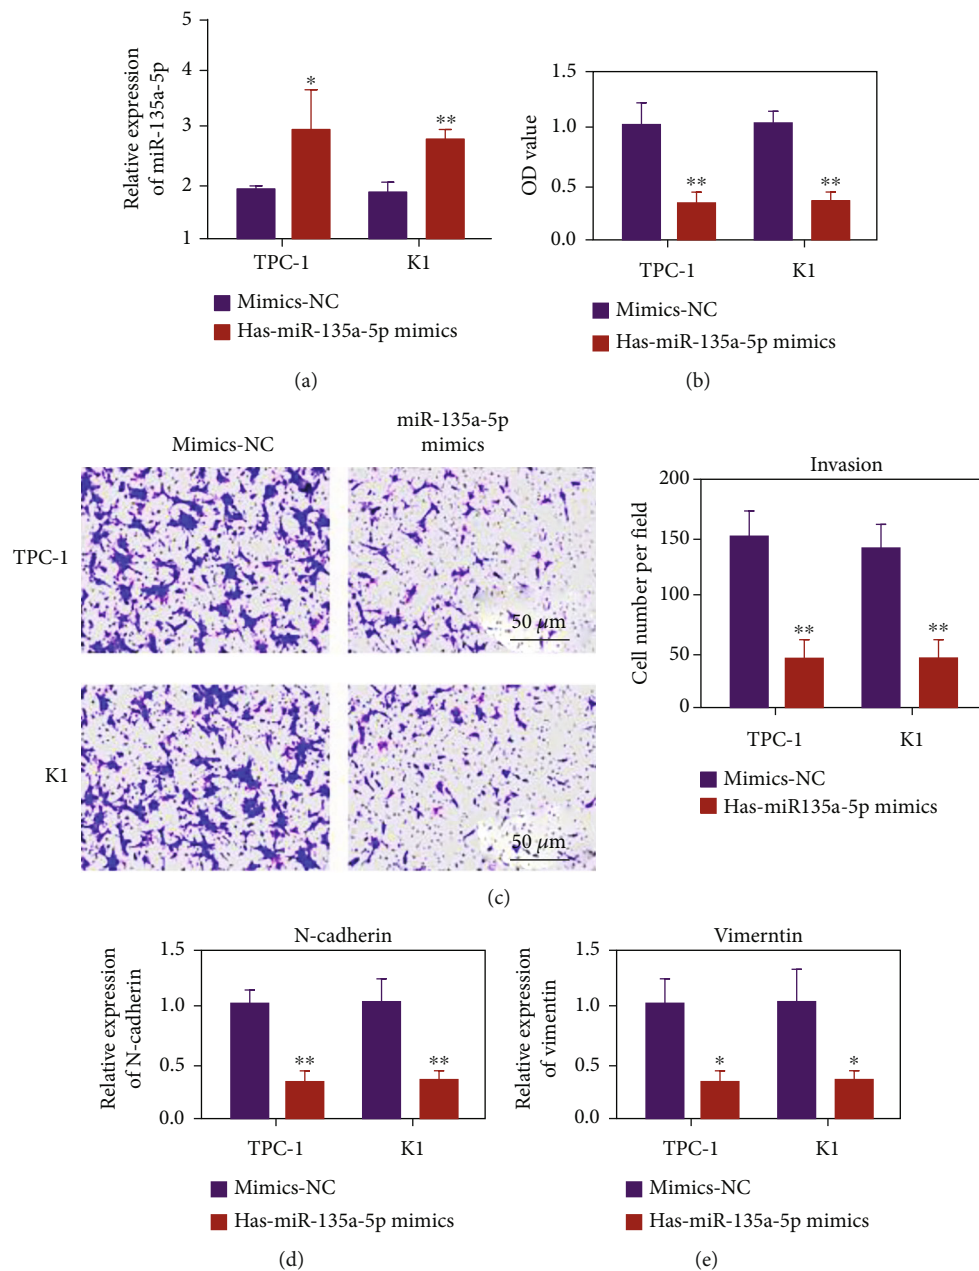 Relative expression
of miR-135a-5p
5
4
3
2
1
*
**
TPC-1
K1
Mimics-NC
Has-miR-135a-5p mimics
(a)
OD value
1.5
1.0
0.5
0.0
**
**
TPC-1
K1
Mimics-NC
Has-miR-135a-5p mimics
(b)
Mimics-NC
miR-135a-5p
mimics
TPC-1
50 µm
K1
50 µm
Invasion
Cell number per field
200
150
100
50
0
**
**
TPC-1
K1
Mimics-NC
Has-miR135a-5p mimics
(c)
N-cadherin
Relative expression
of N-cadherin
1.5
1.0
0.5
0.0
**
**
TPC-1
K1
Mimics-NC
Has-miR-135a-5p mimics
(d)
Vimerntin
Relative expression
of vimentin
1.5
1.0
0.5
0.0
*
*
TPC-1
K1
Mimics-NC
Has-miR-135a-5p mimics
(e)